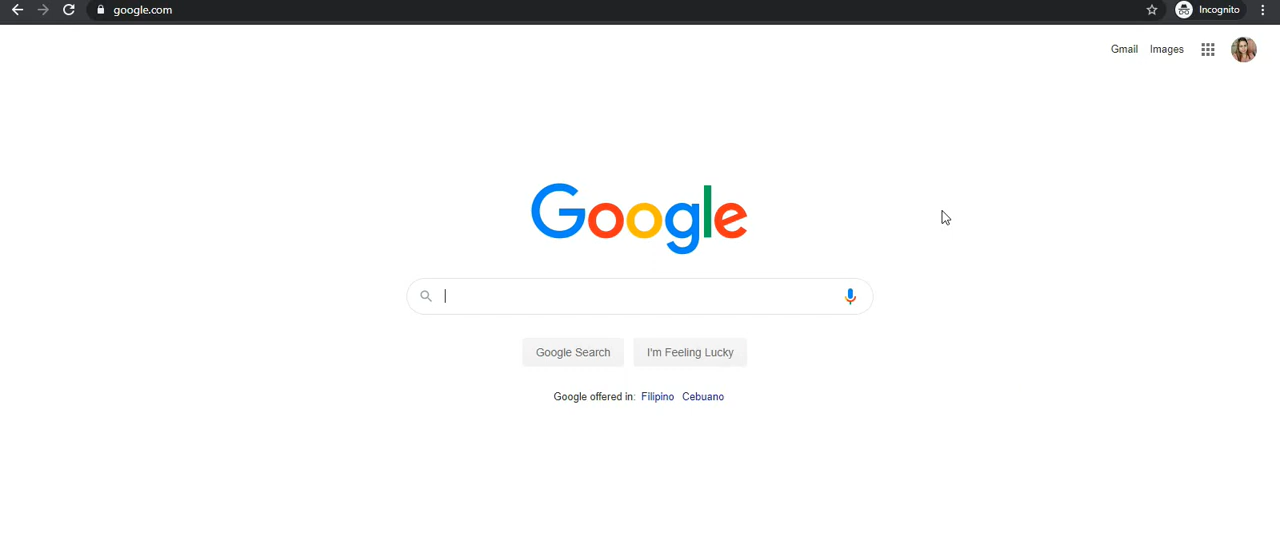 google.com
Incognito
Gmail Images
Google
Google Search I'm Feeling Lucky
Google offered in: Filipino Cebuano